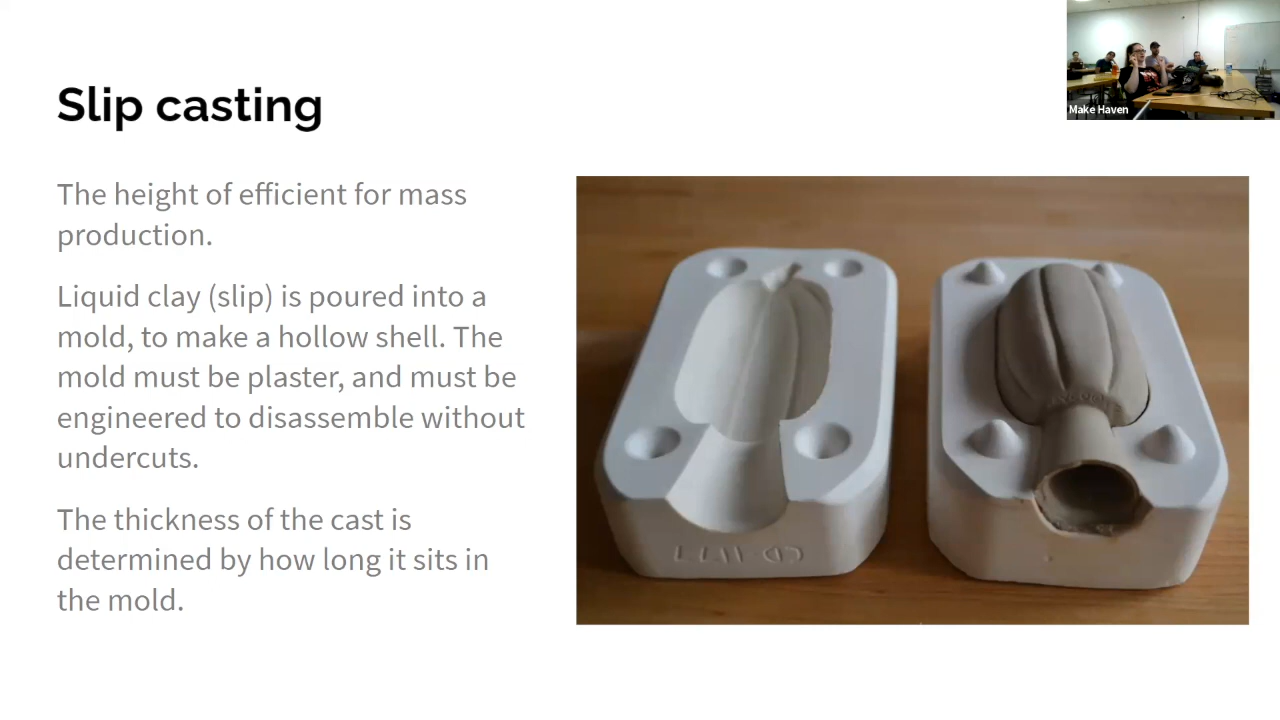 Slip casting
Make Haven
The height of efficient for mass
production.
Liquid clay (slip) is poured into a
mold, to make a hollow shell. The
mold must be plaster, and must be
engineered to disassemble without
undercuts.
The thickness of the cast is
determined by how long it sits in
the mold.